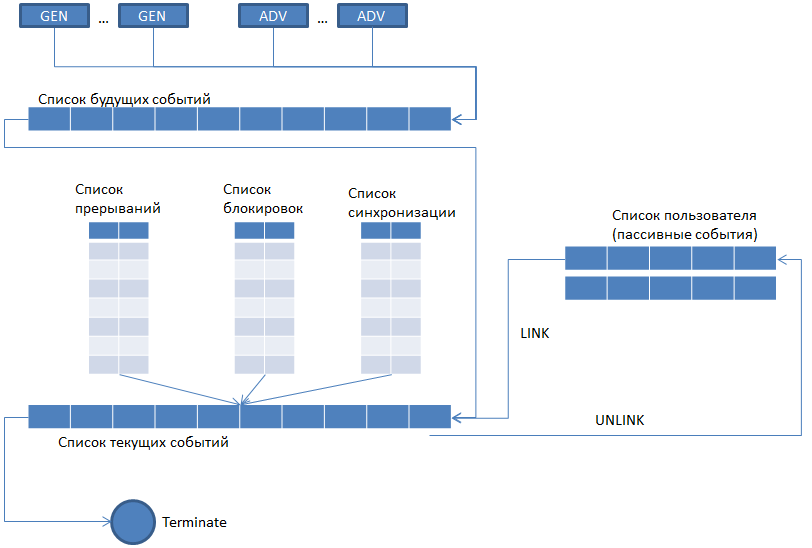 GEN ... GEN ADV ... ADV
Список будущих событий
Список прерываний
Список блокировок
Список синхронизации
Список пользователя
(пассивные события)
LINK
UNLINK
Список текущих событий
Terminate